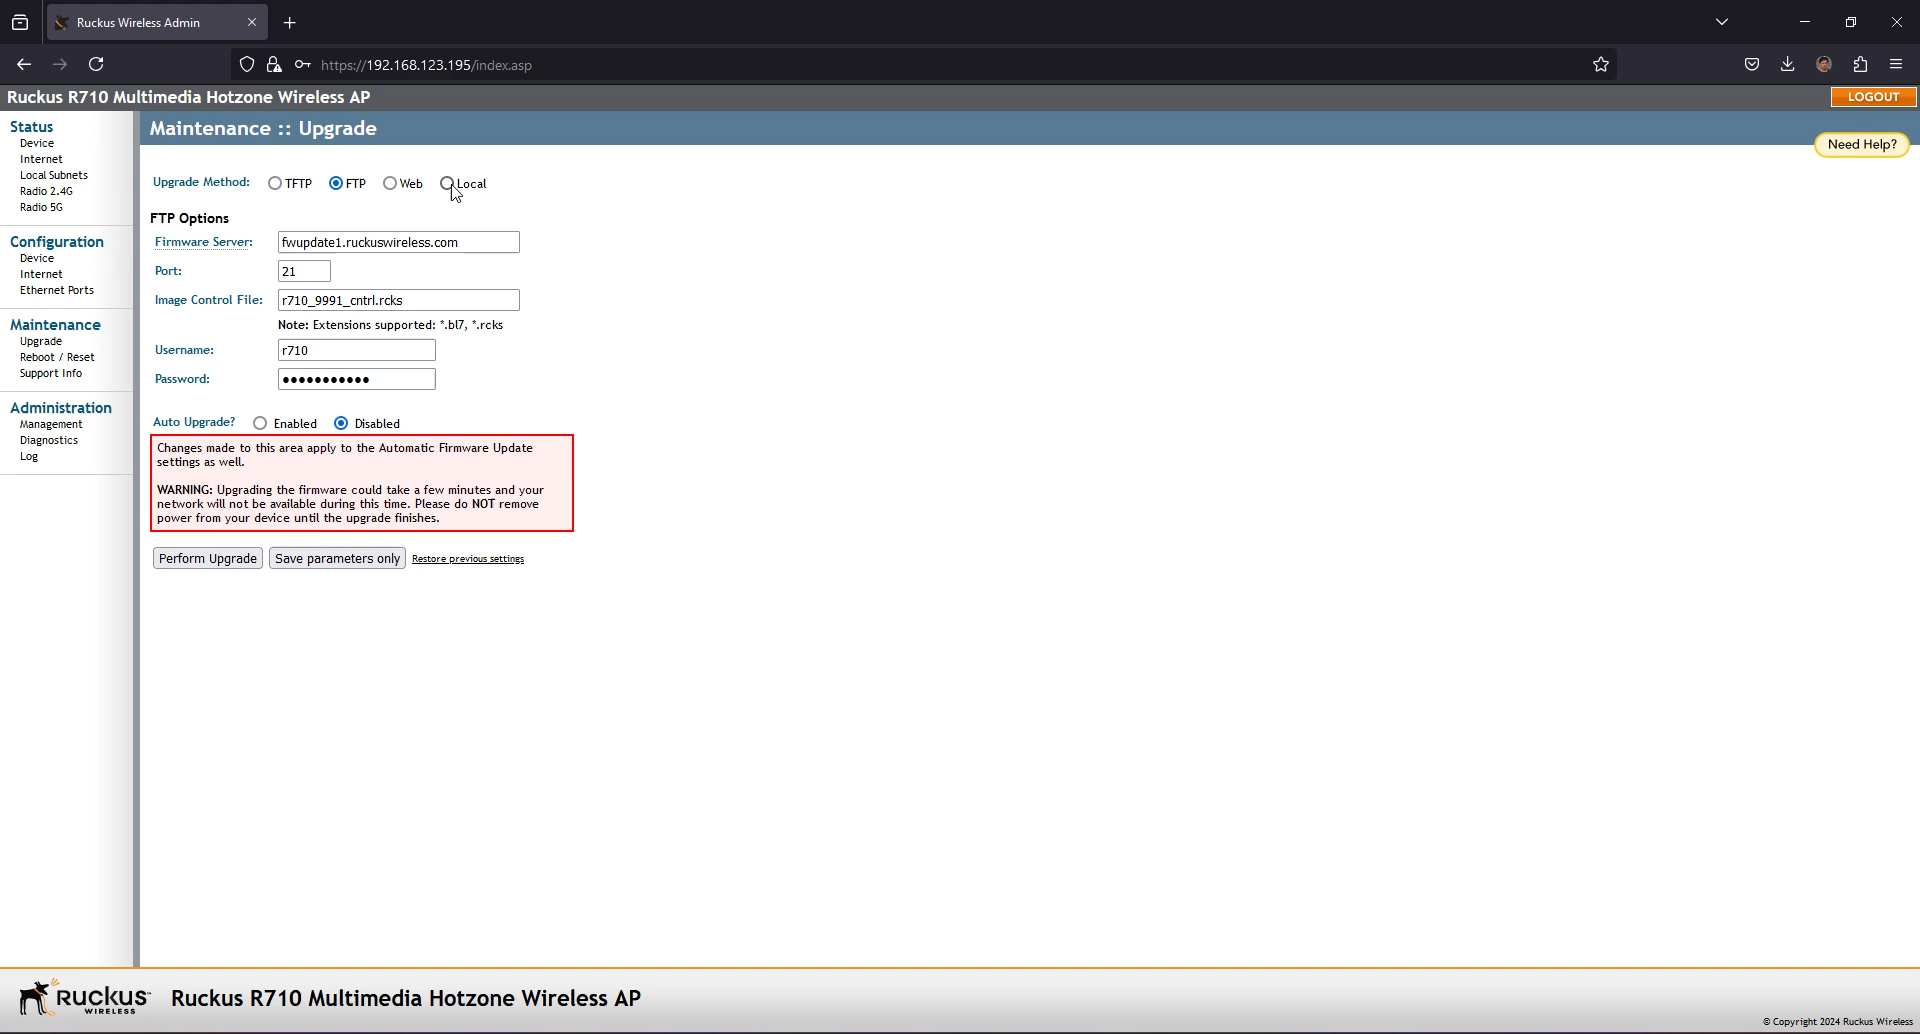 Ruckus Wireless Admin
https://192.168.123.195/index.asp
Ruckus R710 Multimedia Hotzone Wireless AP
LOGOUT
Status
Device
Internet
Local Subnets
Radio 2.4G
Radio 5G
Configuration
Device
Internet
Ethernet Ports
Maintenance
Upgrade
Reboot / Reset
Support Info
Administration
Management
Diagnostics
Log
Maintenance :: Upgrade
Need Help?
Upgrade Method: TFTP FTP Web Local
FTP Options
Firmware Server: fwupdate1.ruckuswireless.com
Port: 21
Image Control File: r710_9991_cntrl.rcks
Note: Extensions supported: *.bl7, *.rcks
Username: r710
Password: ●●●●●●●●●●●
Auto Upgrade? Enabled Disabled
Changes made to this area apply to the Automatic Firmware Update
settings as well.
WARNING: Upgrading the firmware could take a few minutes and your
network will not be available during this time. Please do NOT remove
power from your device until the upgrade finishes.
Perform Upgrade Save parameters only Restore previous settings
RUCKUS WIRELESS
Ruckus R710 Multimedia Hotzone Wireless AP
© Copyright 2024 Ruckus Wireless